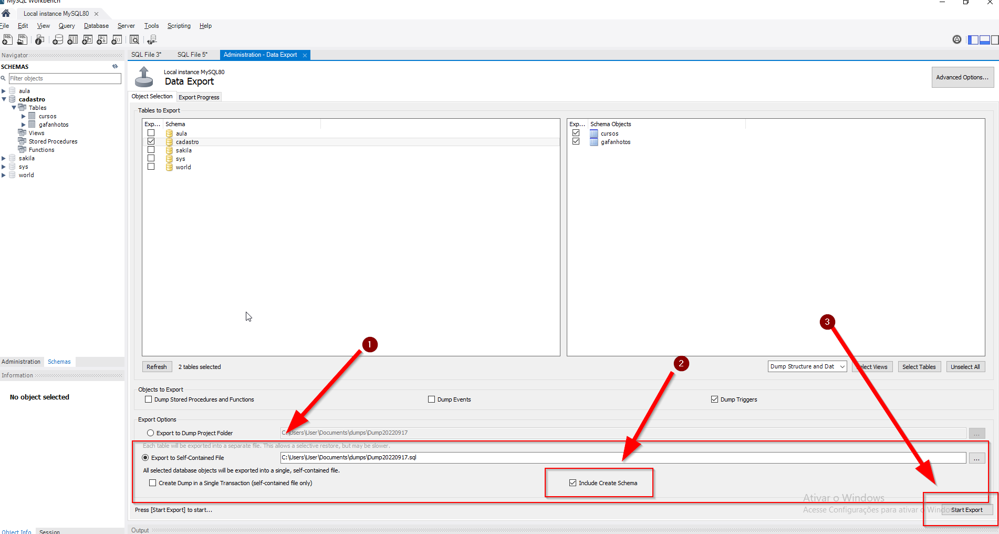 MySQL Workbench
Local instance MySQL80
File Edit View Query Database Server Tools Scripting Help
Navigator
SCHEMAS
Filter objects
aula
cadastro
Tables
cursos
gafanhotos
Views
Stored Procedures
Functions
sakila
sys
world
Administration Schemas
Information
No object selected
Object Info Session
SQL File 3* SQL File 5* Administration - Data Export
Local instance MySQL80
Data Export
Advanced Options...
Object Selection Export Progress
Tables to Export
Exp... Schema
aula
cadastro
sakila
sys
world
Exp... Schema Objects
cursos
gafanhotos
Refresh 2 tables selected
Dump Structure and Dat Select Views Select Tables Unselect All
1
2
3
Objects to Export
Dump Stored Procedures and Functions Dump Events Dump Triggers
Export Options
Export to Dump Project Folder C:\Users\User\Documents\dumps\Dump20220917 ...
Each table will be exported into a separate file. This allows a selective restore, but may be slower.
Export to Self-Contained File C:\Users\User\Documents\dumps\Dump20220917.sql ...
All selected database objects will be exported into a single, self-contained file.
Create Dump in a Single Transaction (self-contained file only) Include Create Schema
Ativar o Windows
Acesse Configurações para ativar o Windows
Press [Start Export] to start...
Start Export
Output